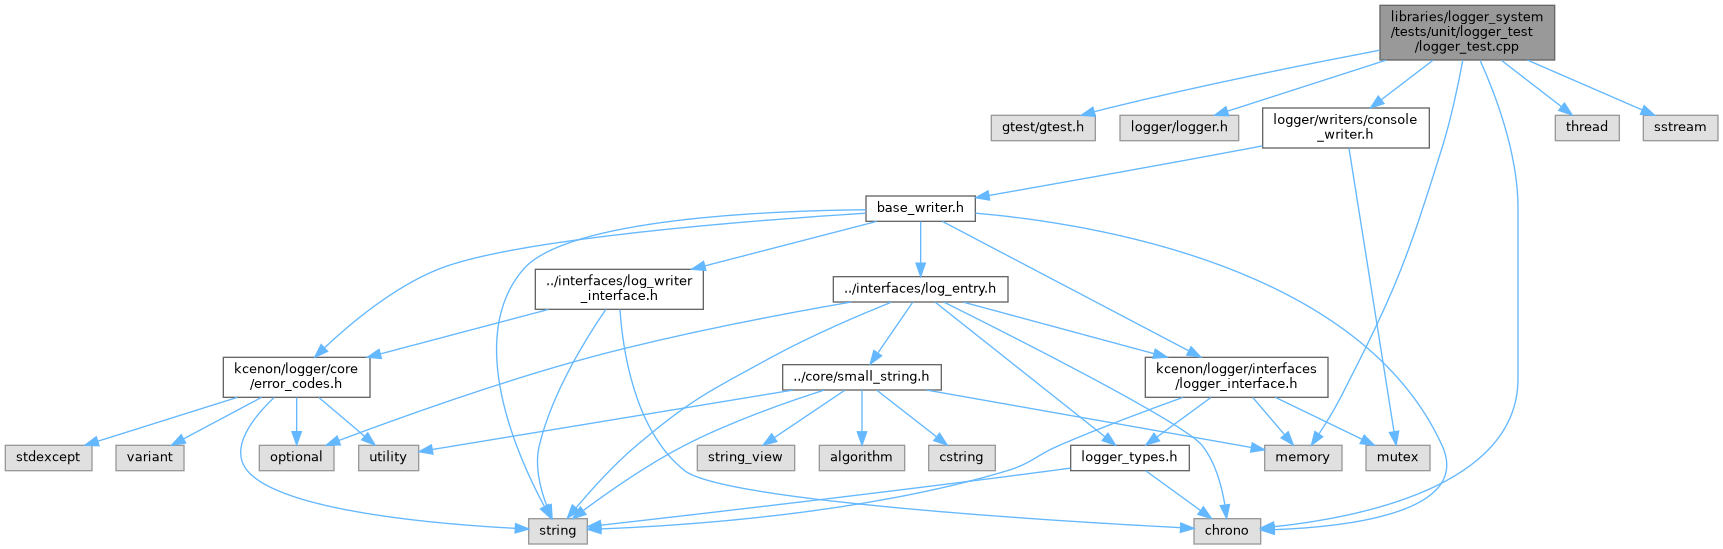 libraries/logger_system
/tests/unit/logger_test
/logger_test.cpp
gtest/gtest.h
logger/logger.h
logger/writers/console
_writer.h
thread
sstream
base_writer.h
../interfaces/log_writer
_interface.h
../interfaces/log_entry.h
kcenon/logger/core
/error_codes.h
../core/small_string.h
kcenon/logger/interfaces
/logger_interface.h
stdexcept
variant
optional
utility
string_view
algorithm
cstring
logger_types.h
memory
mutex
string
chrono